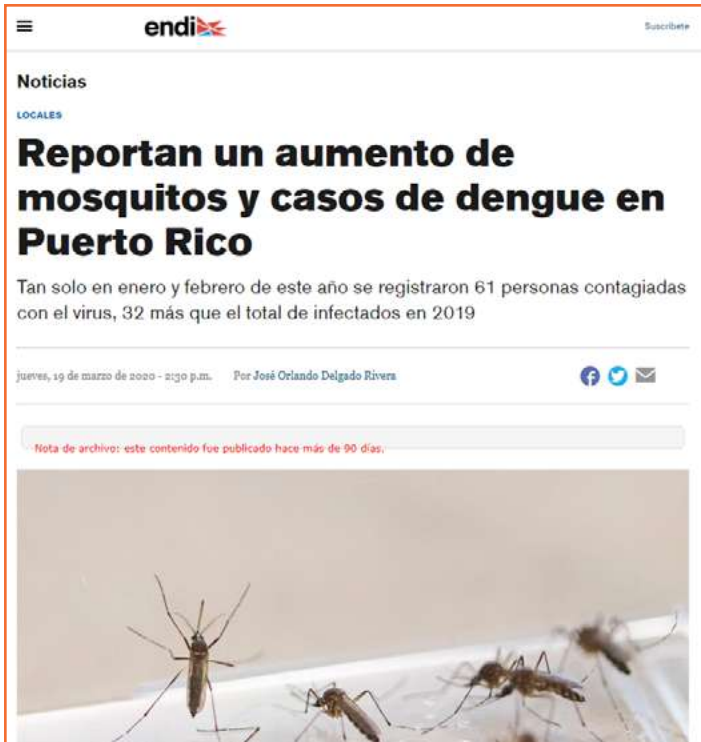 endi
Suscríbete
Noticias
LOCALES
Reportan un aumento de
mosquitos y casos de dengue en
Puerto Rico
Tan solo en enero y febrero de este año se registraron 61 personas contagiadas
con el virus, 32 más que el total de infectados en 2019
jueves, 19 de marzo de 2020 - 2:30 p.m. Por José Orlando Delgado Rivera
Nota de archivo: este contenido fue publicado hace más de 90 días.